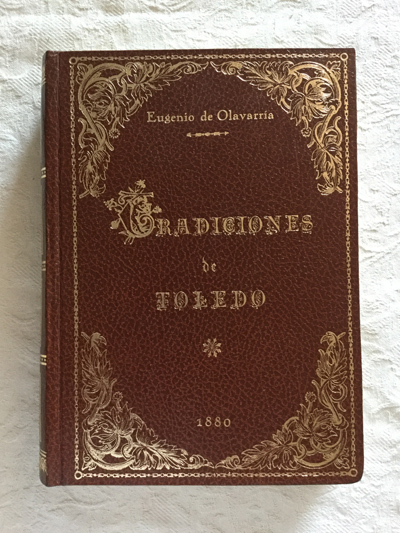 Eugenio de Olavarría
TRADICIONES
de
TOLEDO
1880